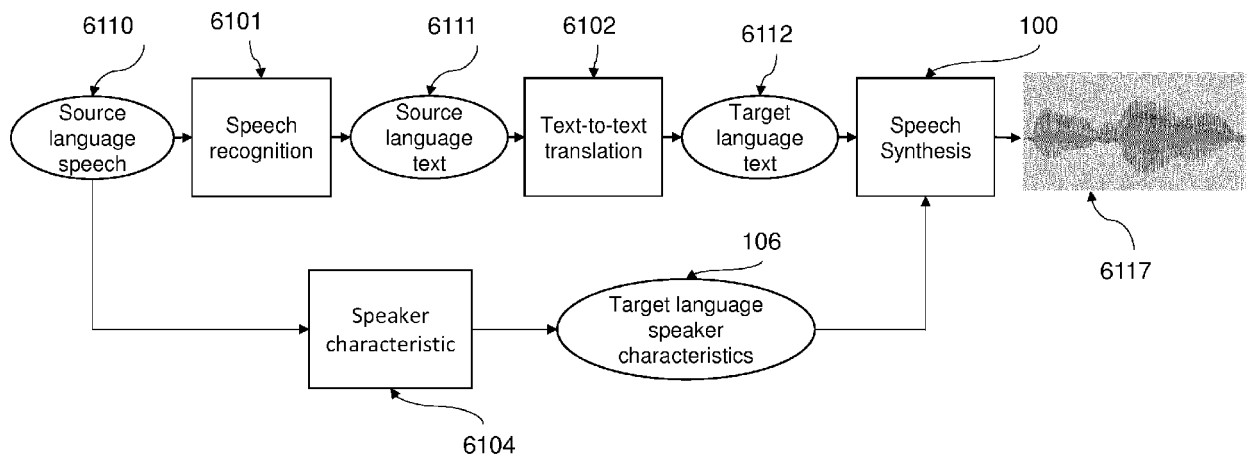 6110
6101
6111
6102
6112
100
Source
language
speech
Speech
recognition
Source
language
text
Text-to-text
translation
Target
language
text
Speech
Synthesis
6117
106
Speaker
characteristic
Target language
speaker
characteristics
6104